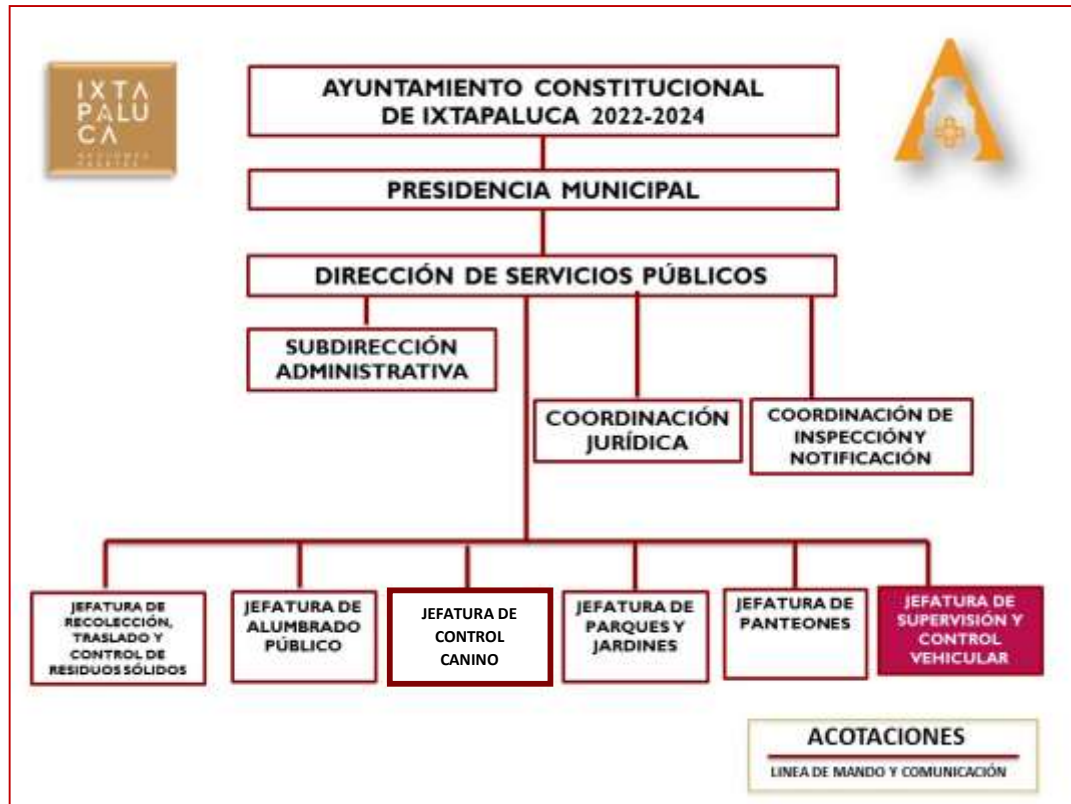 IXTA
PALU
CA
AYUNTAMIENTO CONSTITUCIONAL
DE IXTAPALUCA 2022-2024
PRESIDENCIA MUNICIPAL
DIRECCIÓN DE SERVICIOS PÚBLICOS
SUBDIRECCIÓN
ADMINISTRATIVA
COORDINACIÓN
JURÍDICA
COORDINACIÓN DE
INSPECCIÓN Y
NOTIFICACIÓN
JEFATURA DE
RECOLECCIÓN,
TRASLADO Y
CONTROL DE
RESIDUOS SÓLIDOS
JEFATURA DE
ALUMBRADO
PÚBLICO
JEFATURA DE
CONTROL
CANINO
JEFATURA DE
PARQUES Y
JARDINES
JEFATURA DE
PANTEONES
JEFATURA DE
SUPERVISIÓN Y
CONTROL
VEHICULAR
ACOTACIONES
LINEA DE MANDO Y COMUNICACIÓN